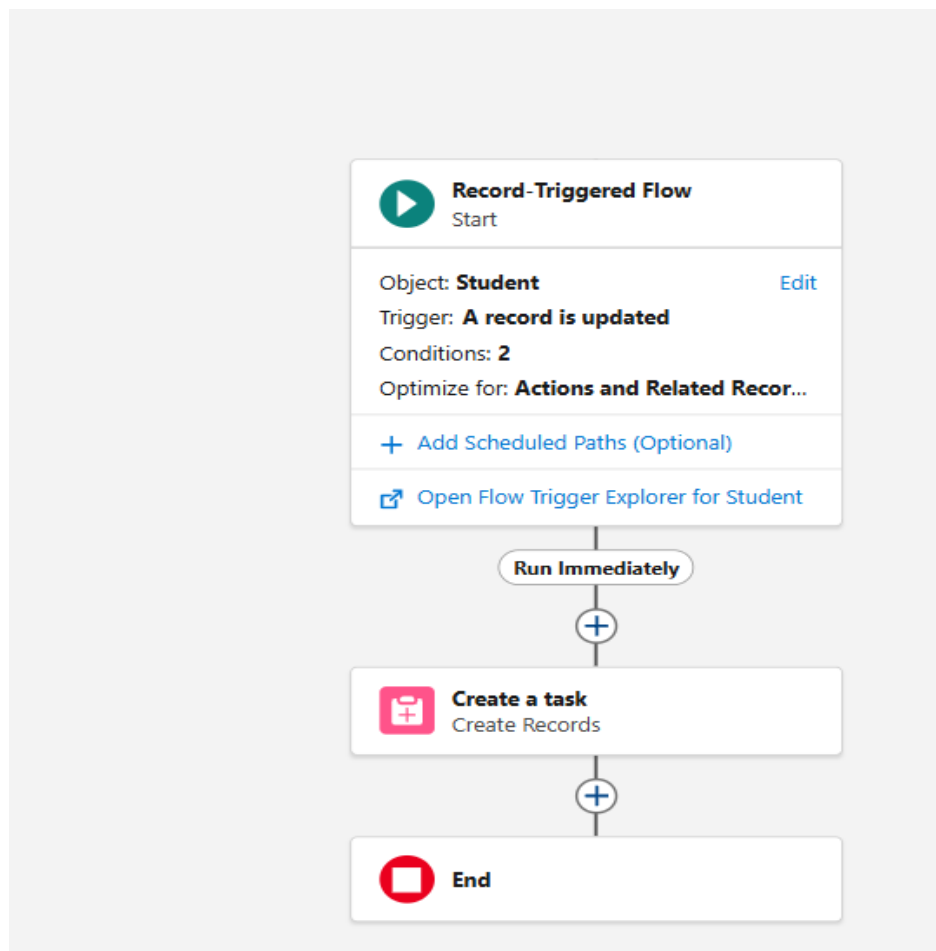 Record-Triggered Flow
Start
Object: Student Edit
Trigger: A record is updated
Conditions: 2
Optimize for: Actions and Related Recor...
Add Scheduled Paths (Optional)
Open Flow Trigger Explorer for Student
Run Immediately
Create a task
Create Records
End